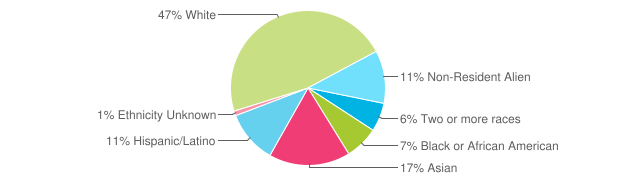 47% White
11% Non-Resident Alien
1% Ethnicity Unknown
6% Two or more races
11% Hispanic/Latino
7% Black or African American
17% Asian